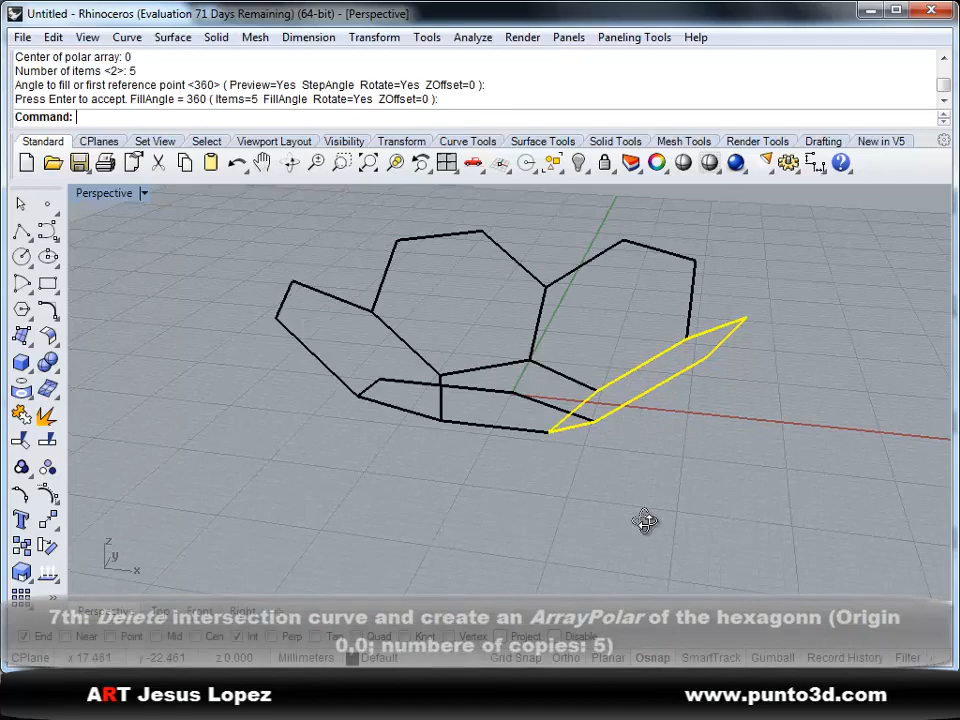 Untitled - Rhinoceros (Evaluation 71 Days Remaining) (64-bit) - [Perspective]
File Edit View Curve Surface Solid Mesh Dimension Transform Tools Analyze Render Panels Paneling Tools Help
Center of polar array: 0
Number of items <2>: 5
Angle to fill or first reference point <360> ( Preview=Yes StepAngle Rotate=Yes ZOffset=0 ):
Press Enter to accept. FillAngle = 360 ( Items=5 FillAngle Rotate=Yes ZOffset=0 ):
Command:
Standard CPlanes Set View Select Viewport Layout Visibility Transform Curve Tools Surface Tools Solid Tools Mesh Tools Render Tools Drafting New in V5
Perspective
z
y
x
Perspective Top Front Right
7th: Delete intersection curve and create an ArrayPolar of the hexagonn (Origin
End Near Point Mid Cen Int Perp Tan Quad Knot Vertex Project Disable
0,0; numbere of copies: 5)
CPlane x 17.461 y -22.461 z 0.000 Millimeters Default Grid Snap Ortho Planar Osnap SmartTrack Gumball Record History Filter
ART Jesus Lopez
www.punto3d.com